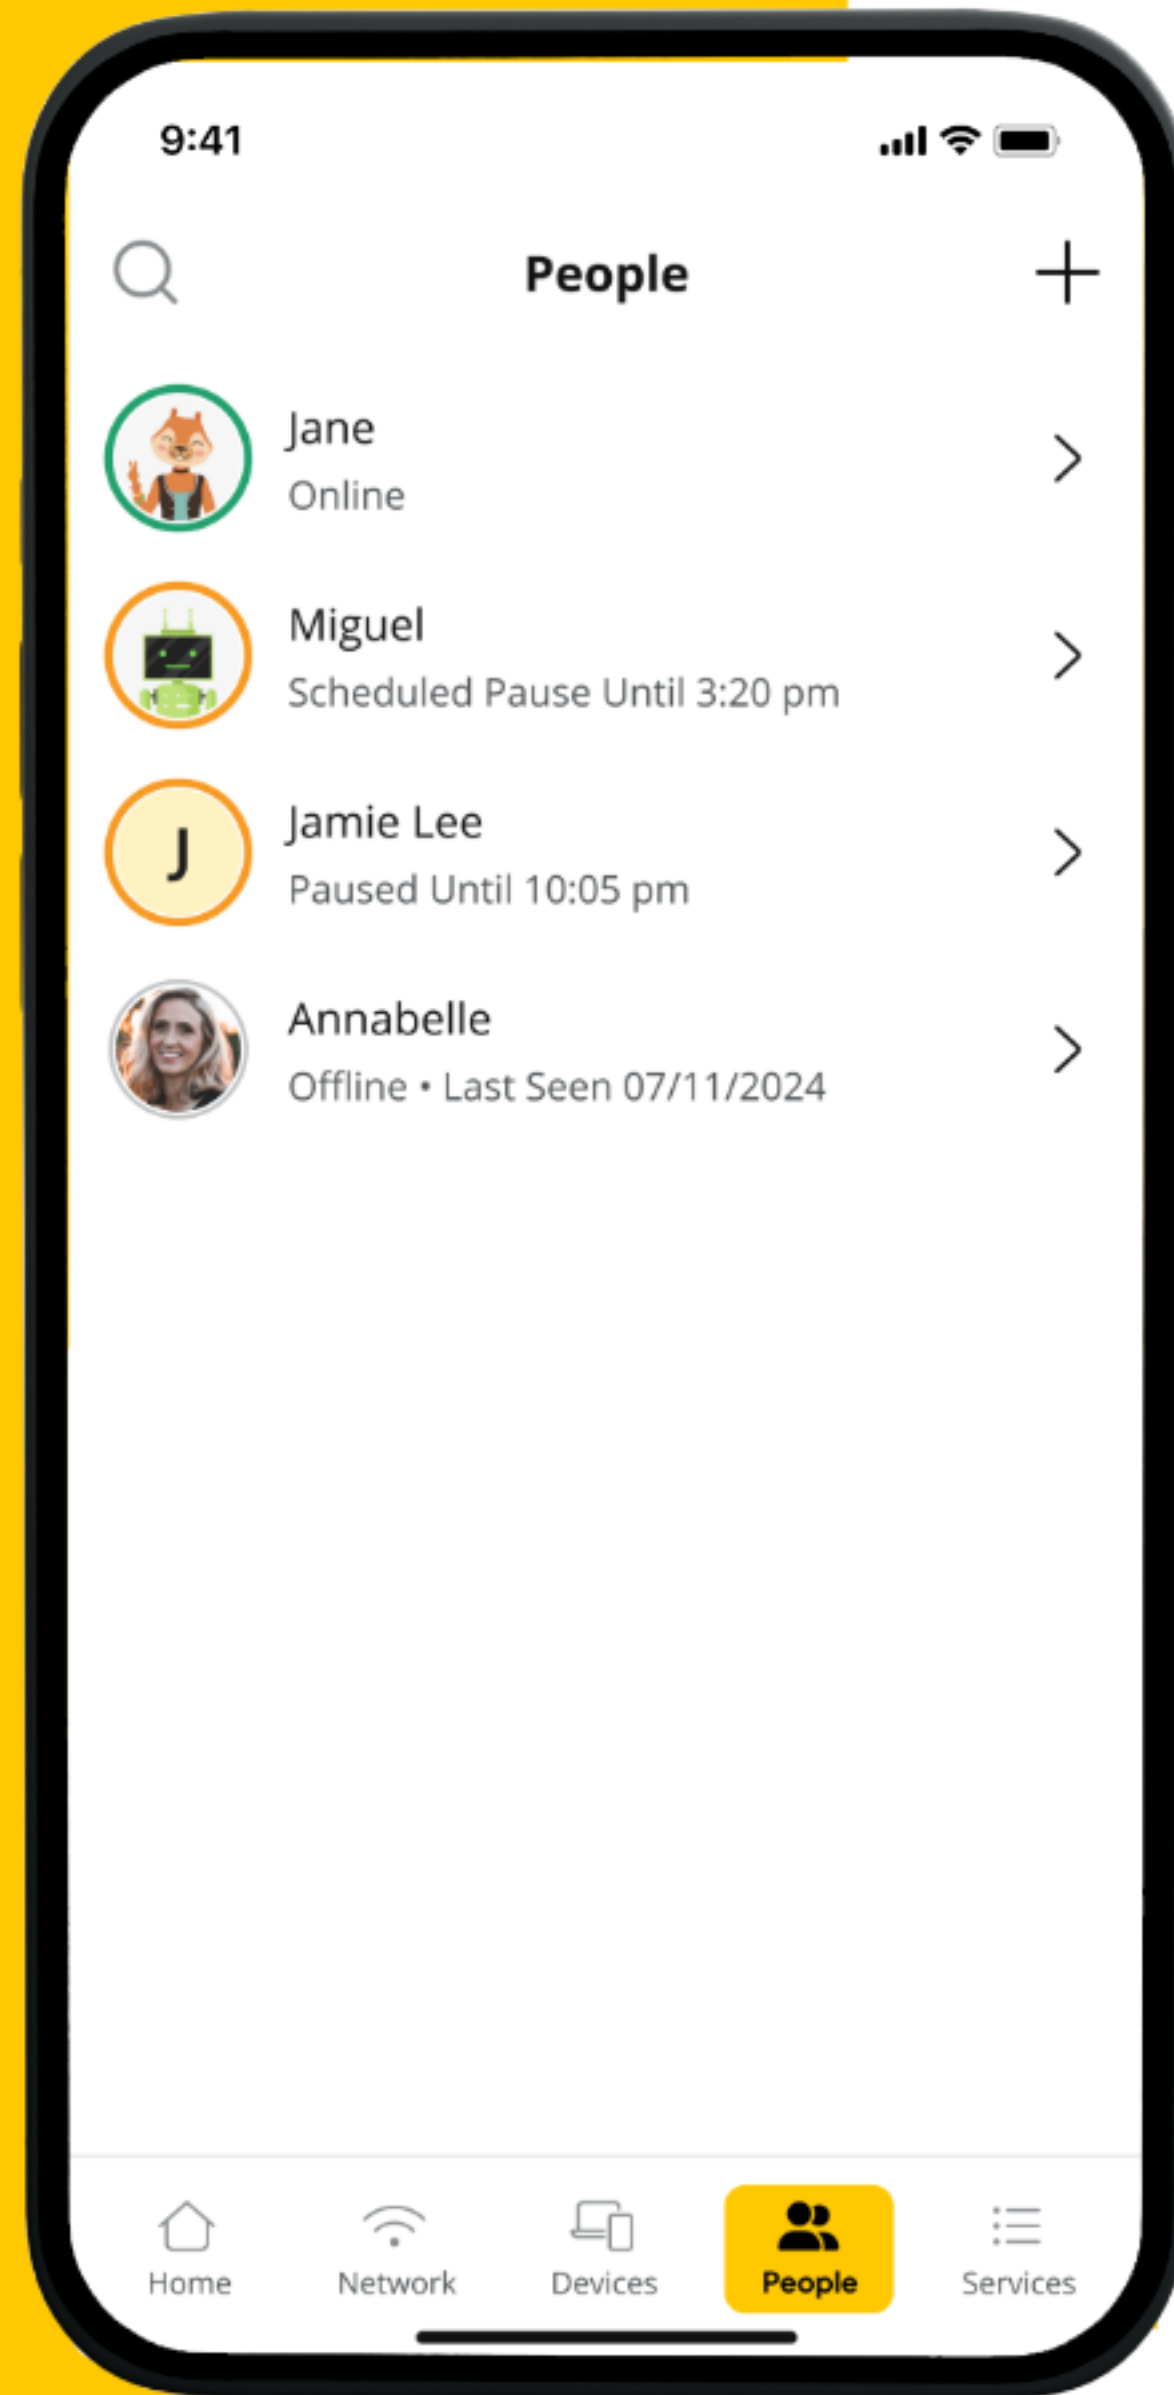 9:41
People
Jane
Online
Miguel
Scheduled Pause Until 3:20 pm
J
Jamie Lee
Paused Until 10:05 pm
Annabelle
Offline • Last Seen 07/11/2024
Home Network Devices People Services